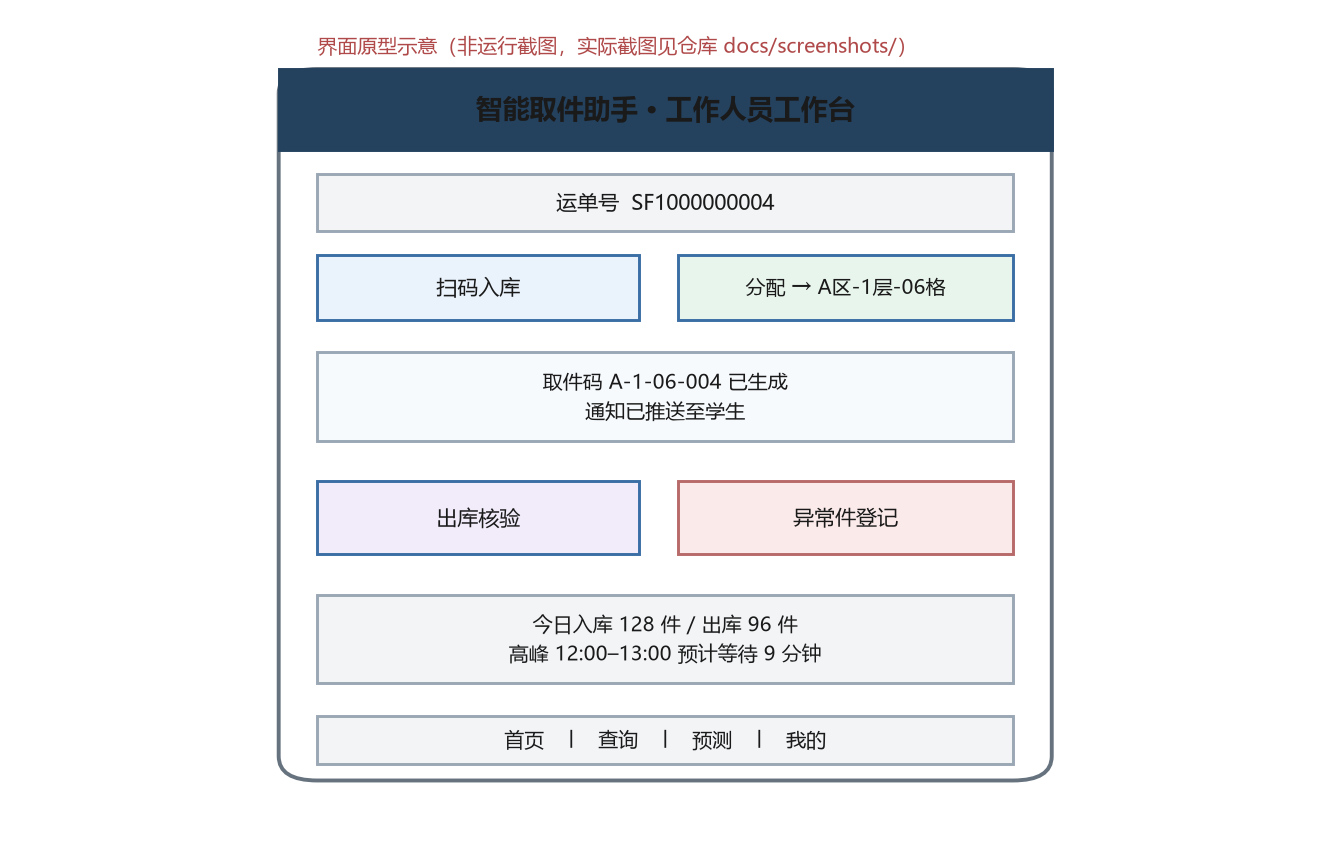 界面原型示意（非运行截图，实际截图见仓库 docs/screenshots/）
智能取件助手 · 工作人员工作台
运单号 SF1000000004
扫码入库
分配 → A区-1层-06格
取件码 A-1-06-004 已生成
通知已推送至学生
出库核验
异常件登记
今日入库 128 件 / 出库 96 件
高峰 12:00–13:00 预计等待 9 分钟
首页 | 查询 | 预测 | 我的